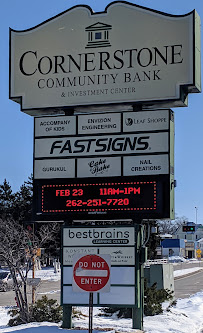 CORNERSTONE
COMMUNITY BANK
& INVESTMENT CENTER
ACCOMPANY OF KIDS
ENVISION ENGINEERING
LEAF SHOPPE
FASTSIGNS.
GURUKUL
Cake Bake
NAIL CREATIONS
FEB 23 11AM-1PM
262-251-7720
bestbrains
LEARNING CENTER
DO NOT
ENTER